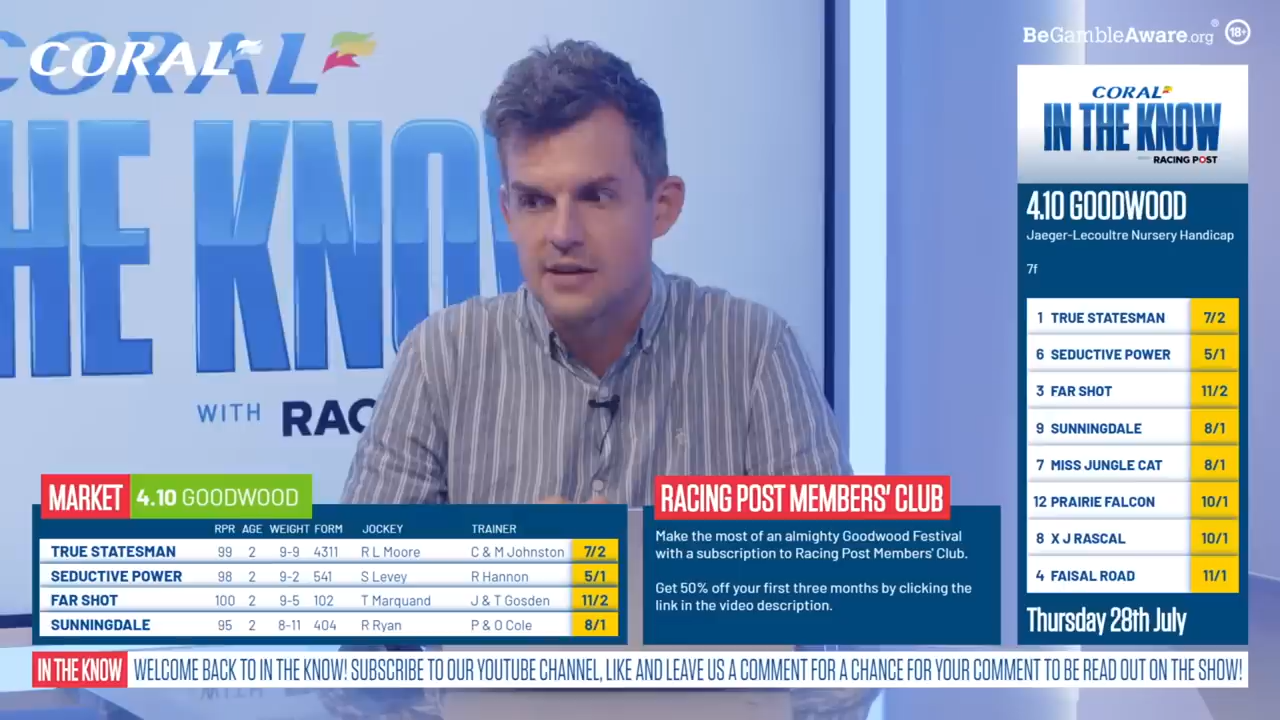 CORAL
CORAL
THE KNOW
WITH RAC
BeGambleAware.org®
18+
CORAL
IN THE KNOW
WITH RACING POST
4.10 GOODWOOD
Jaeger-Lecoultre Nursery Handicap
7f
1 TRUE STATESMAN 7/2
6 SEDUCTIVE POWER 5/1
3 FAR SHOT 11/2
9 SUNNINGDALE 8/1
7 MISS JUNGLE CAT 8/1
12 PRAIRIE FALCON 10/1
8 X J RASCAL 10/1
4 FAISAL ROAD 11/1
Thursday 28th July
MARKET 4.10 GOODWOOD
RPR AGE WEIGHT FORM JOCKEY TRAINER
TRUE STATESMAN 99 2 9-9 4311 R L Moore C & M Johnston 7/2
SEDUCTIVE POWER 98 2 9-2 541 S Levey R Hannon 5/1
FAR SHOT 100 2 9-5 102 T Marquand J & T Gosden 11/2
SUNNINGDALE 95 2 8-11 404 R Ryan P & O Cole 8/1
RACING POST MEMBERS' CLUB
Make the most of an almighty Goodwood Festival
with a subscription to Racing Post Members' Club.
Get 50% off your first three months by clicking the
link in the video description.
IN THE KNOW WELCOME BACK TO IN THE KNOW! SUBSCRIBE TO OUR YOUTUBE CHANNEL, LIKE AND LEAVE US A COMMENT FOR A CHANCE FOR YOUR COMMENT TO BE READ OUT ON THE SHOW!